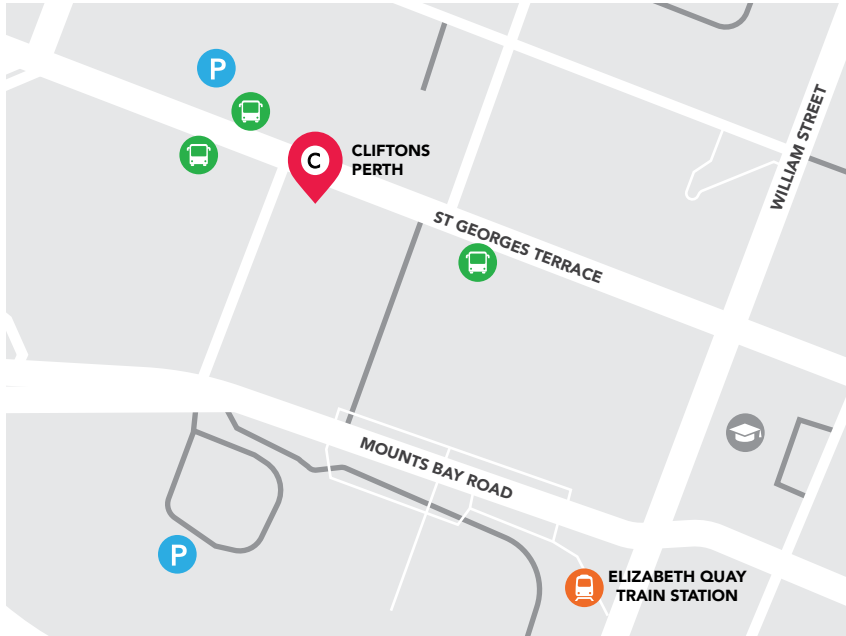 P
WILLIAM STREET
C
CLIFTONS
PERTH
ST GEORGES TERRACE
MOUNTS BAY ROAD
P
ELIZABETH QUAY
TRAIN STATION